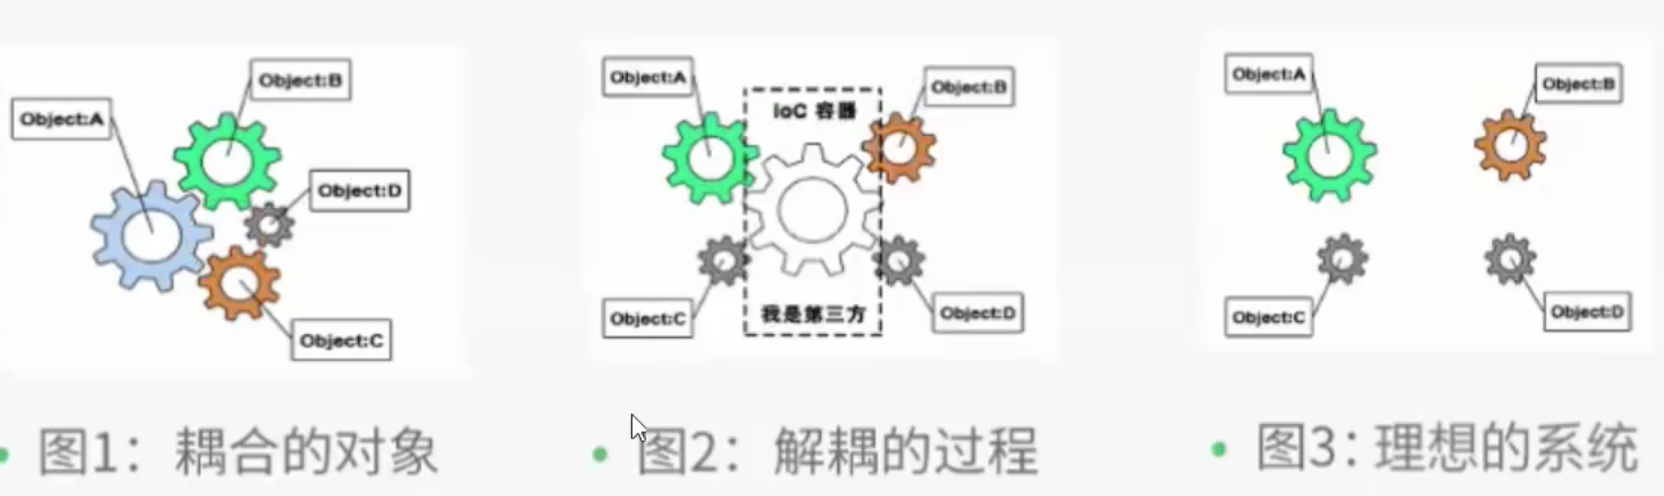 Object:B
Object:A
Object:D
Object:C
图1：耦合的对象
Object:A
Object:B
IoC 容器
Object:C
我是第三方
Object:D
图2：解耦的过程
Object:A
Object:B
Object:C
Object:D
图3：理想的系统